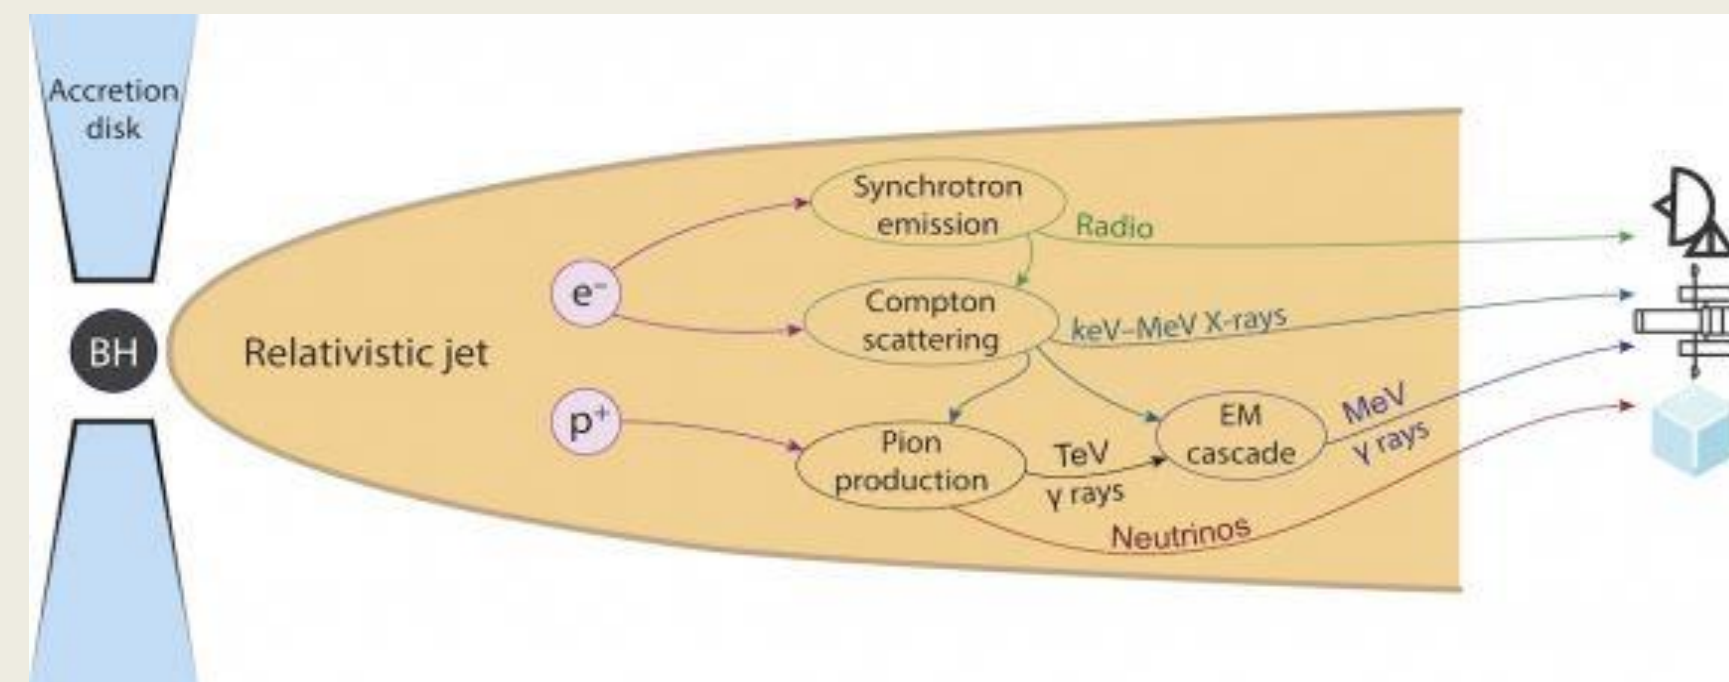 Accretion
disk
BH
Relativistic jet
e⁻
p⁺
Synchrotron
emission
Radio
Compton
scattering
keV–MeV X-rays
Pion
production
TeV
γ rays
EM
cascade
MeV
γ rays
Neutrinos